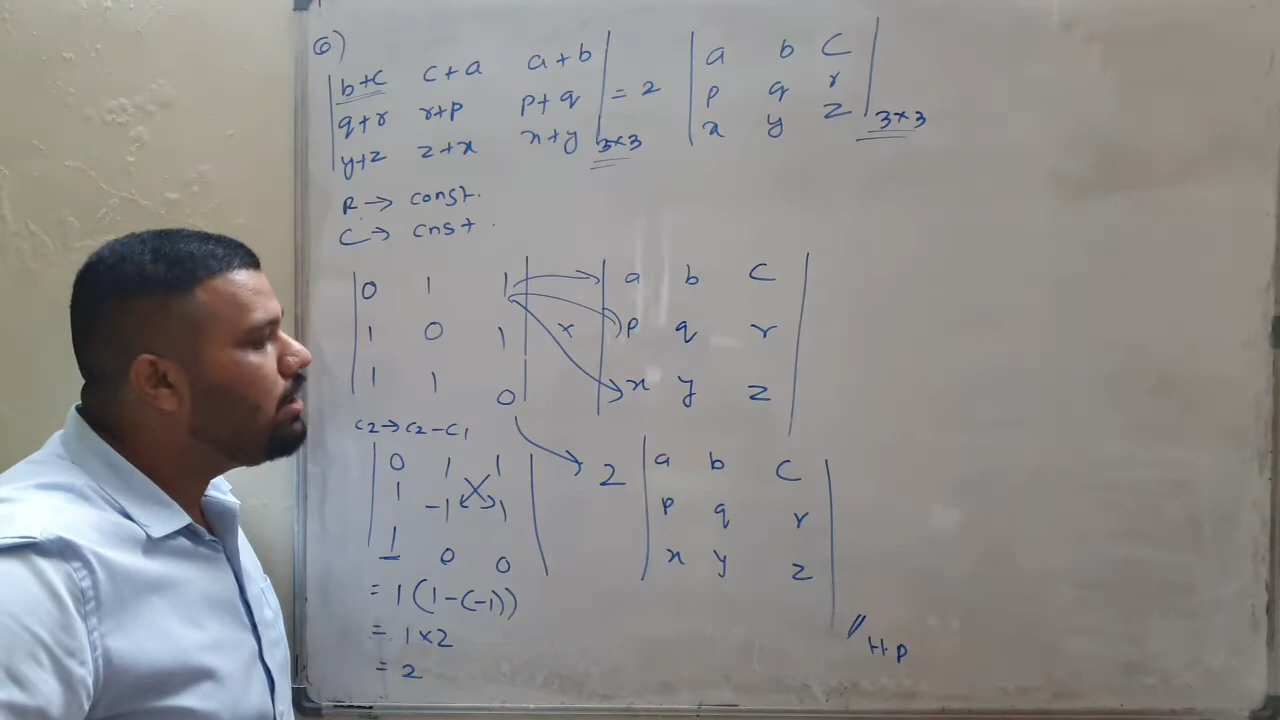 6)
| b+c c+a a+b | = 2 | a b c |
| q+r r+p p+q | | p q r |
| y+z z+x x+y | 3×3 | x y z | 3×3
R → const.
C → cnst.
| 0 1 1 | × | a b c |
| 1 0 1 | | p q r |
| 1 1 0 | | x y z |
C2→C2-C1
| 0 1 1 | 2 | a b c |
| 1 -1 1 | | p q r |
| 1 0 0 | | x y z |
= 1(1-(-1))
= 1×2
= 2
// Hp